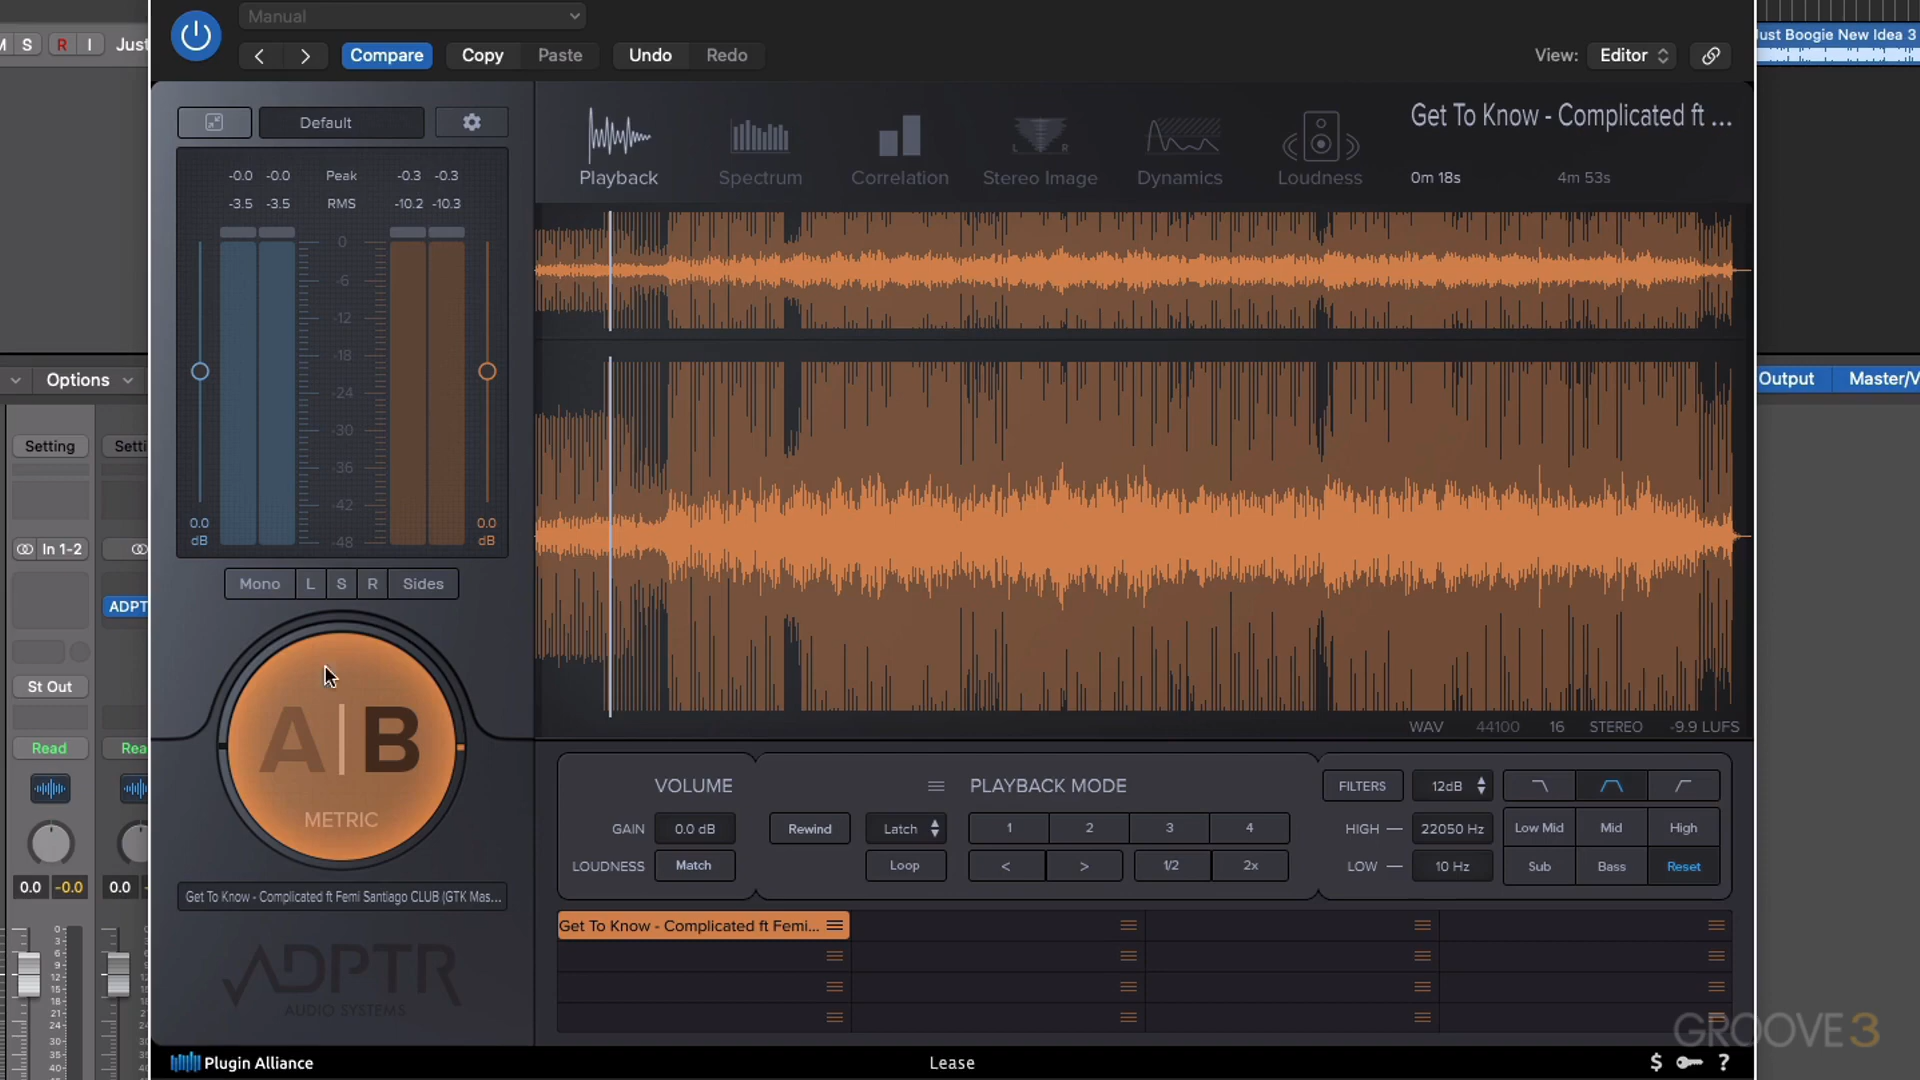 Manual
M S R I Just
Compare Copy Paste Undo Redo
View: Editor
Just Boogie New Idea 3
Default
-0.0 -0.0 Peak -0.3 -0.3
-3.5 -3.5 RMS -10.2 -10.3
0
-6
-12
-18
-24
-30
-36
-42
-48
0.0 dB
0.0 dB
Playback Spectrum Correlation Stereo Image Dynamics Loudness
L R
Get To Know - Complicated ft ...
0m 18s 4m 53s
Options
Output Master/V
Setting Setti
In 1-2
ADPT
St Out
Read Rea
0.0 -0.0 0.0
Mono L S R Sides
A|B
METRIC
Get To Know - Complicated ft Femi Santiago CLUB (GTK Mas...
ADPTR
AUDIO SYSTEMS
WAV 44100 16 STEREO -9.9 LUFS
VOLUME
GAIN 0.0 dB
LOUDNESS Match
PLAYBACK MODE
Rewind Latch 1 2 3 4
Loop < > 1/2 2x
FILTERS 12dB
HIGH 22050 Hz Low Mid Mid High
LOW 10 Hz Sub Bass Reset
Get To Know - Complicated ft Femi...
GROOVE3
Plugin Alliance
Lease
$ ?